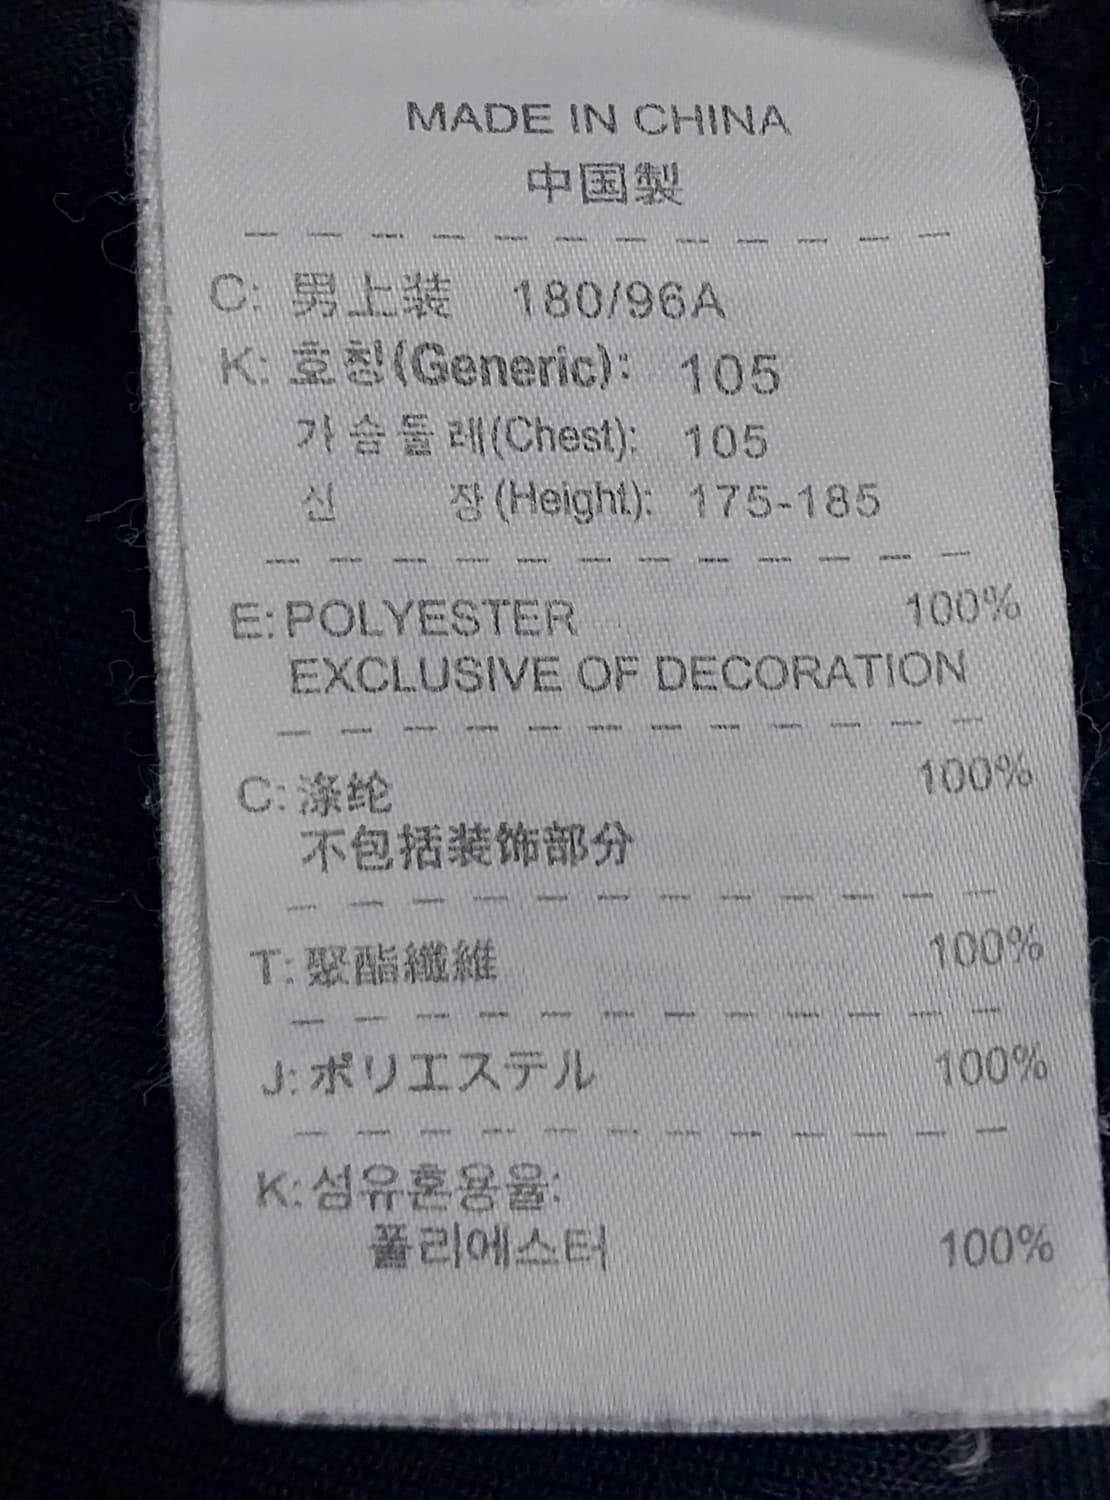 MADE IN CHINA
中国製
C: 男上装 180/96A
K: 호칭(Generic): 105
가슴둘레(Chest): 105
신 장(Height): 175-185
E: POLYESTER 100%
EXCLUSIVE OF DECORATION
C: 涤纶 100%
不包括装饰部分
T: 聚酯纖維 100%
J: ポリエステル 100%
K: 섬유혼용율:
폴리에스터 100%